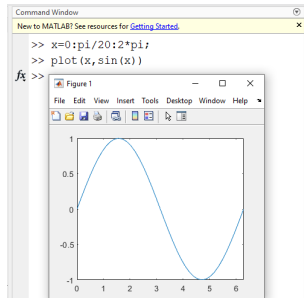 Command Window
New to MATLAB? See resources for Getting Started.
>> x=0:pi/20:2*pi;
>> plot(x,sin(x))
fx >>
Figure 1
File Edit View Insert Tools Desktop Window Help
1
0.5
0
-0.5
-1
0 1 2 3 4 5 6